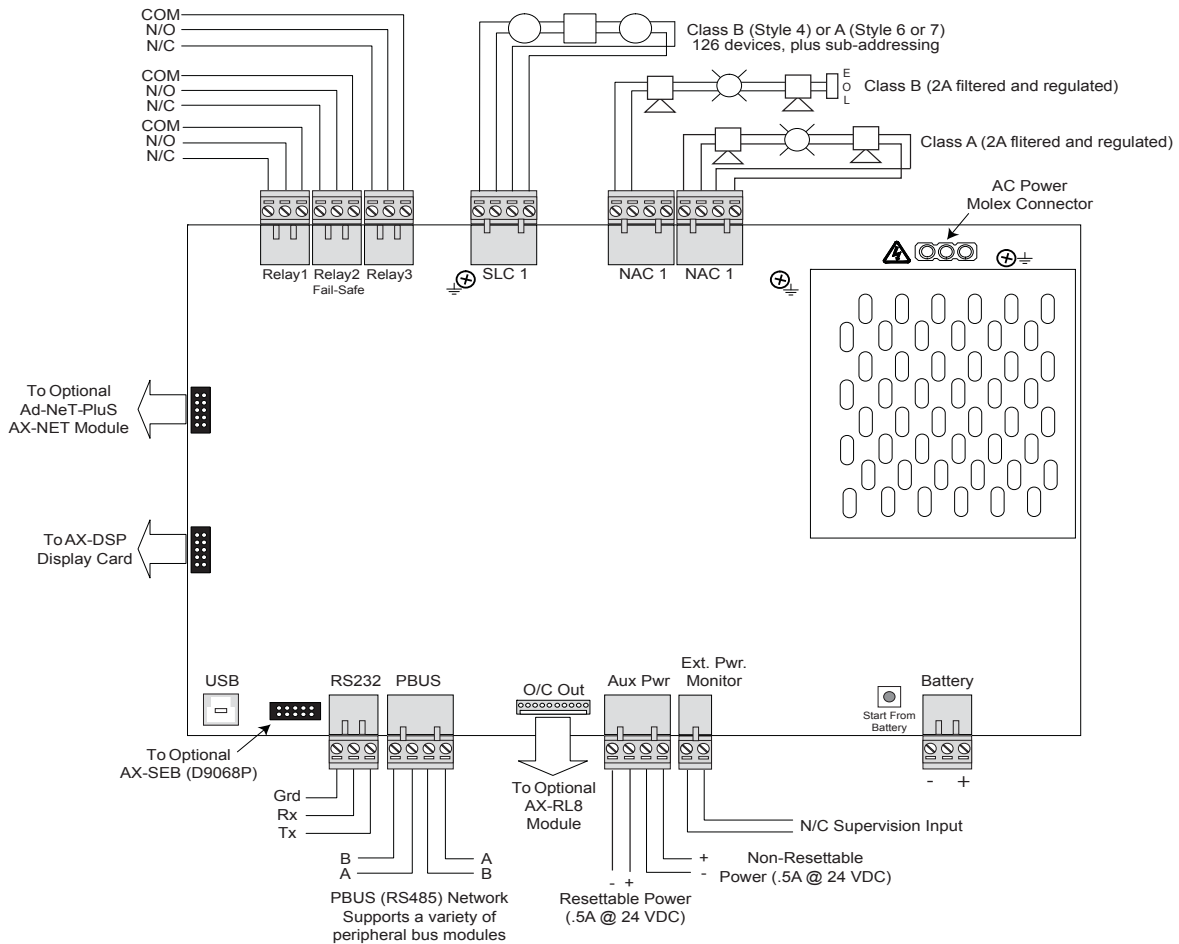 COM
N/O
N/C
COM
N/O
N/C
COM
N/O
N/C
Class B (Style 4) or A (Style 6 or 7)
126 devices, plus sub-addressing
E
O
L
Class B (2A filtered and regulated)
Class A (2A fliltered and regulated)
AC Power
Molex Connector
Relay1
Relay2
Relay3
Fail-Safe
SLC 1
NAC 1
NAC 1
To Optional
Ad-NeT-PluS
AX-NET Module
To AX-DSP
Display Card
USB
RS232
PBUS
O/C Out
Aux Pwr
Ext. Pwr.
Monitor
Start From
Battery
Battery
- +
To Optional
AX-SEB (D9068P)
Grd
Rx
Tx
To Optional
AX-RL8
Module
N/C Supervision Input
B
A
A
B
PBUS (RS485) Network
Supports a variety of
peripheral bus modules
- +
Resettable Power
(.5A @ 24 VDC)
+
-
Non-Resettable
Power (.5A @ 24 VDC)